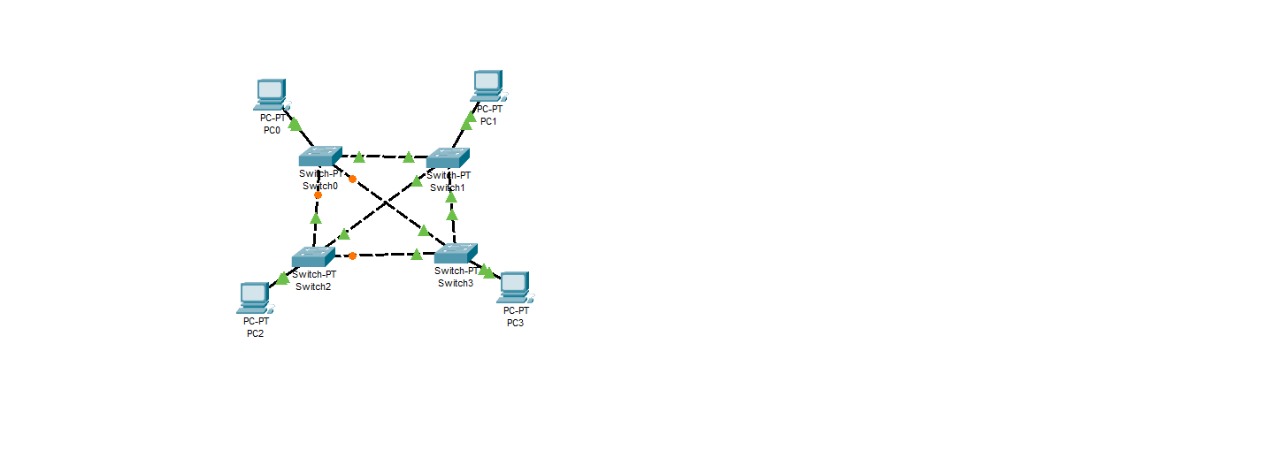 PC-PT
PC0
PC-PT
PC1
Switch-PT
Switch0
Switch-PT
Switch1
Switch-PT
Switch2
Switch-PT
Switch3
PC-PT
PC2
PC-PT
PC3